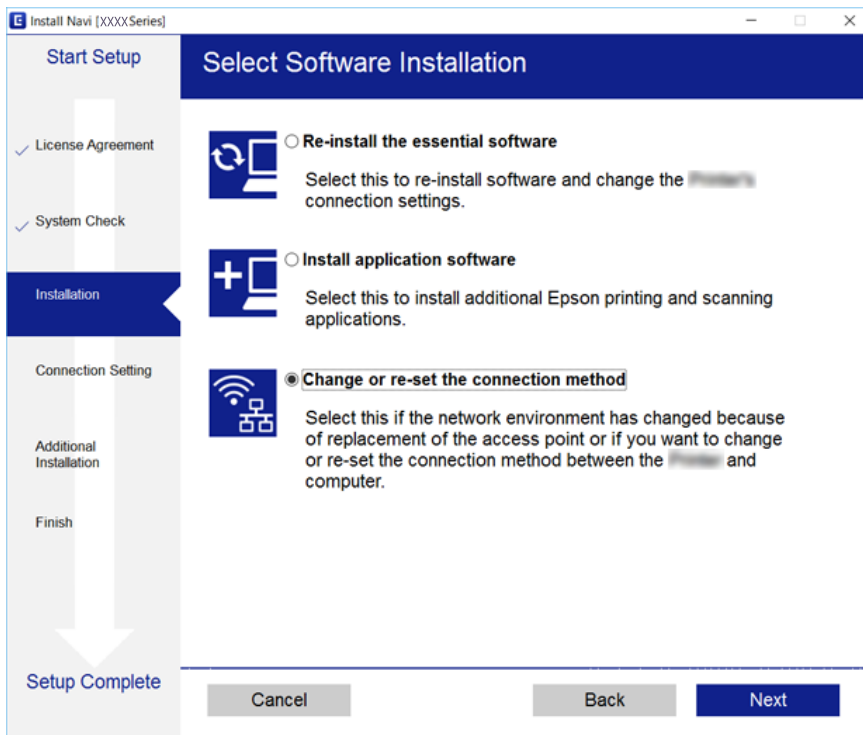 Install Navi [XXXXSeries]
Start Setup
License Agreement
System Check
Installation
Connection Setting
Additional
Installation
Finish
Setup Complete
Select Software Installation
Re-install the essential software
Select this to re-install software and change the
connection settings.
Install application software
Select this to install additional Epson printing and scanning
applications.
Change or re-set the connection method
Select this if the network environment has changed because
of replacement of the access point or if you want to change
or re-set the connection method between the and
computer.
Cancel
Back
Next